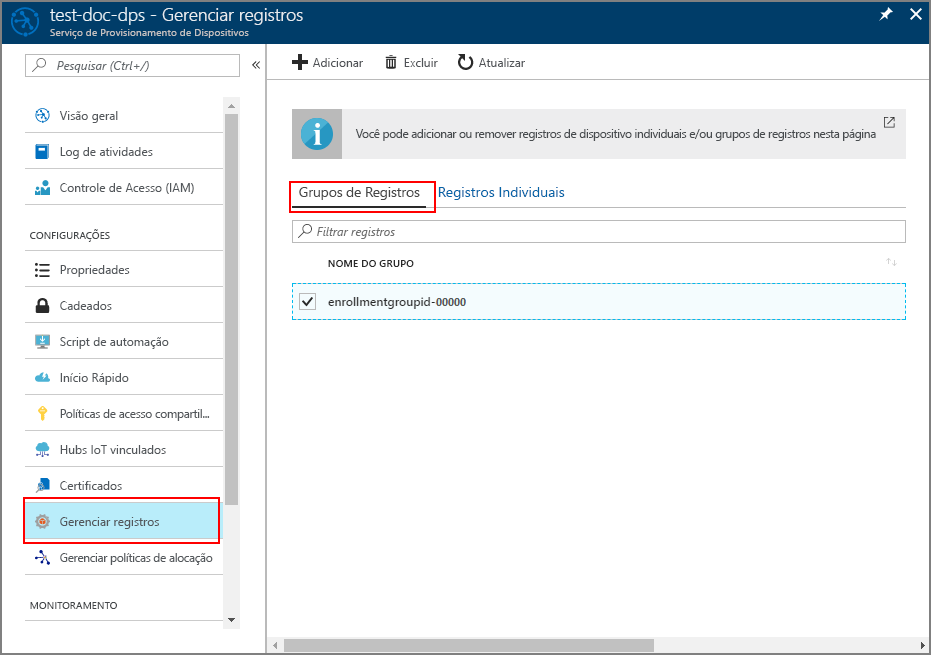 test-doc-dps - Gerenciar registros
Serviço de Provisionamento de Dispositivos
Pesquisar (Ctrl+/)
Visão geral
Log de atividades
Controle de Acesso (IAM)
CONFIGURAÇÕES
Propriedades
Cadeados
Script de automação
Início Rápido
Políticas de acesso compartil...
Hubs IoT vinculados
Certificados
Gerenciar registros
Gerenciar políticas de alocação
MONITORAMENTO
Adicionar Excluir Atualizar
Você pode adicionar ou remover registros de dispositivo individuais e/ou grupos de registros nesta página
Grupos de Registros Registros Individuais
Filtrar registros
NOME DO GRUPO
enrollmentgroupid-00000